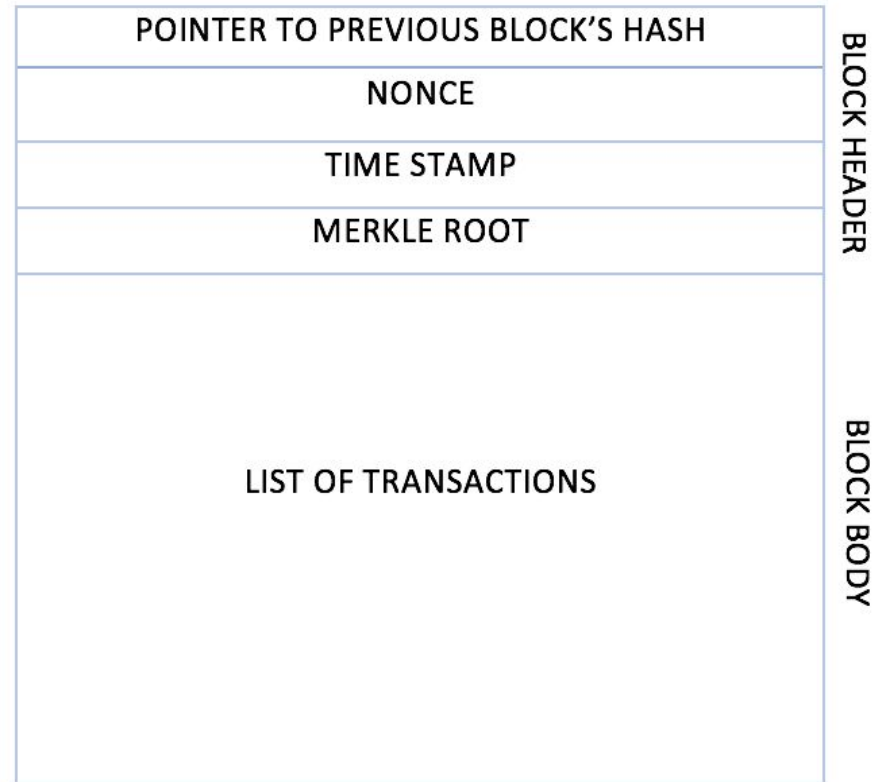 POINTER TO PREVIOUS BLOCK’S HASH
NONCE
TIME STAMP
MERKLE ROOT
BLOCK HEADER
LIST OF TRANSACTIONS
BLOCK BODY